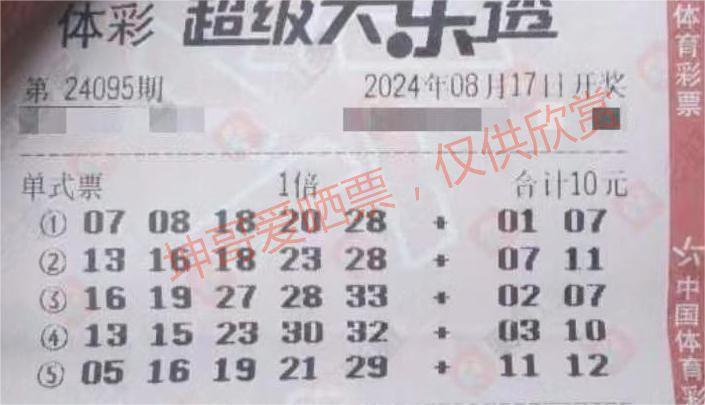 体彩 超级大乐透
第 24095期 2024年08月17日开奖
单式票 1倍 合计10元
① 07 08 18 20 28 + 01 07
② 13 16 18 23 28 + 07 11
③ 16 19 27 28 33 + 02 07
④ 13 15 23 30 32 + 03 10
⑤ 05 16 19 21 29 + 11 12
坤哥爱晒票，仅供欣赏
体育彩票
中国体育彩